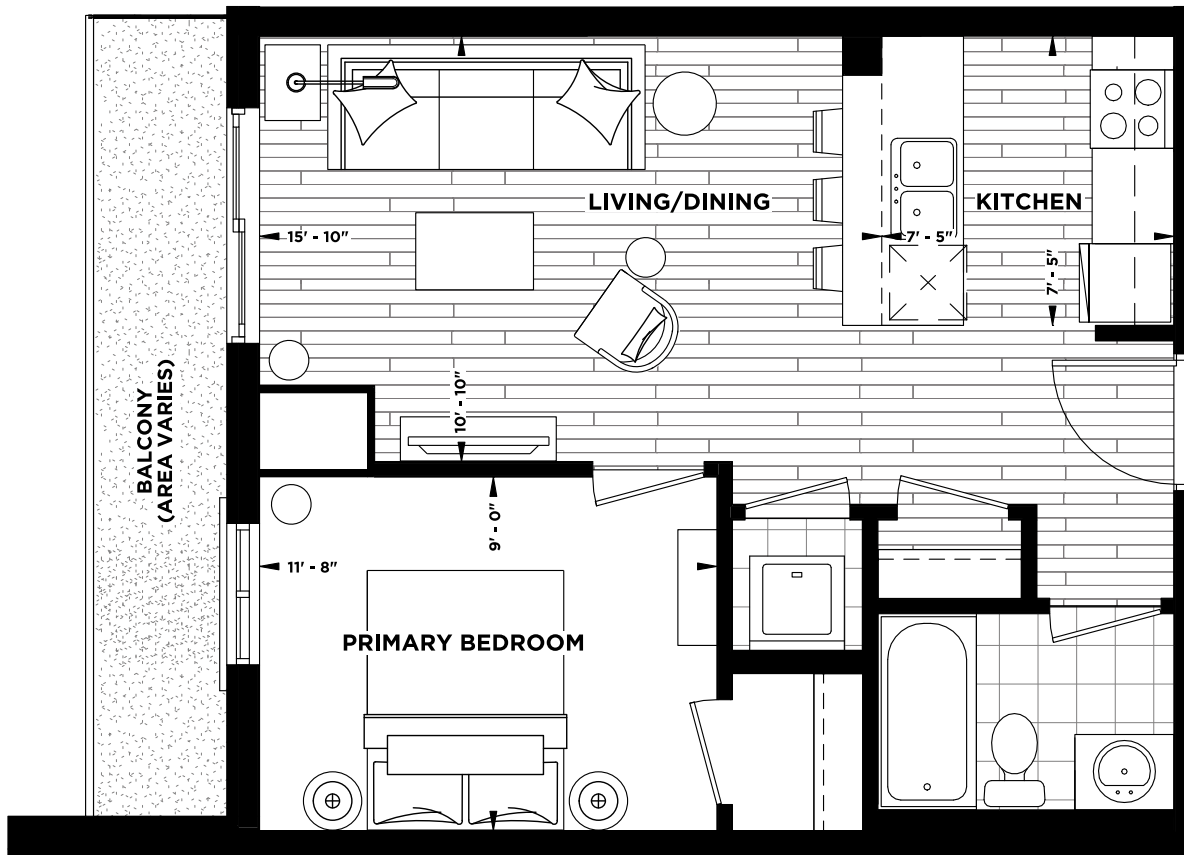 LIVING/DINING
KITCHEN
15' - 10"
7' - 5"
7' - 5"
BALCONY
(AREA VARIES)
10' - 10"
9' - 0"
11' - 8"
PRIMARY BEDROOM